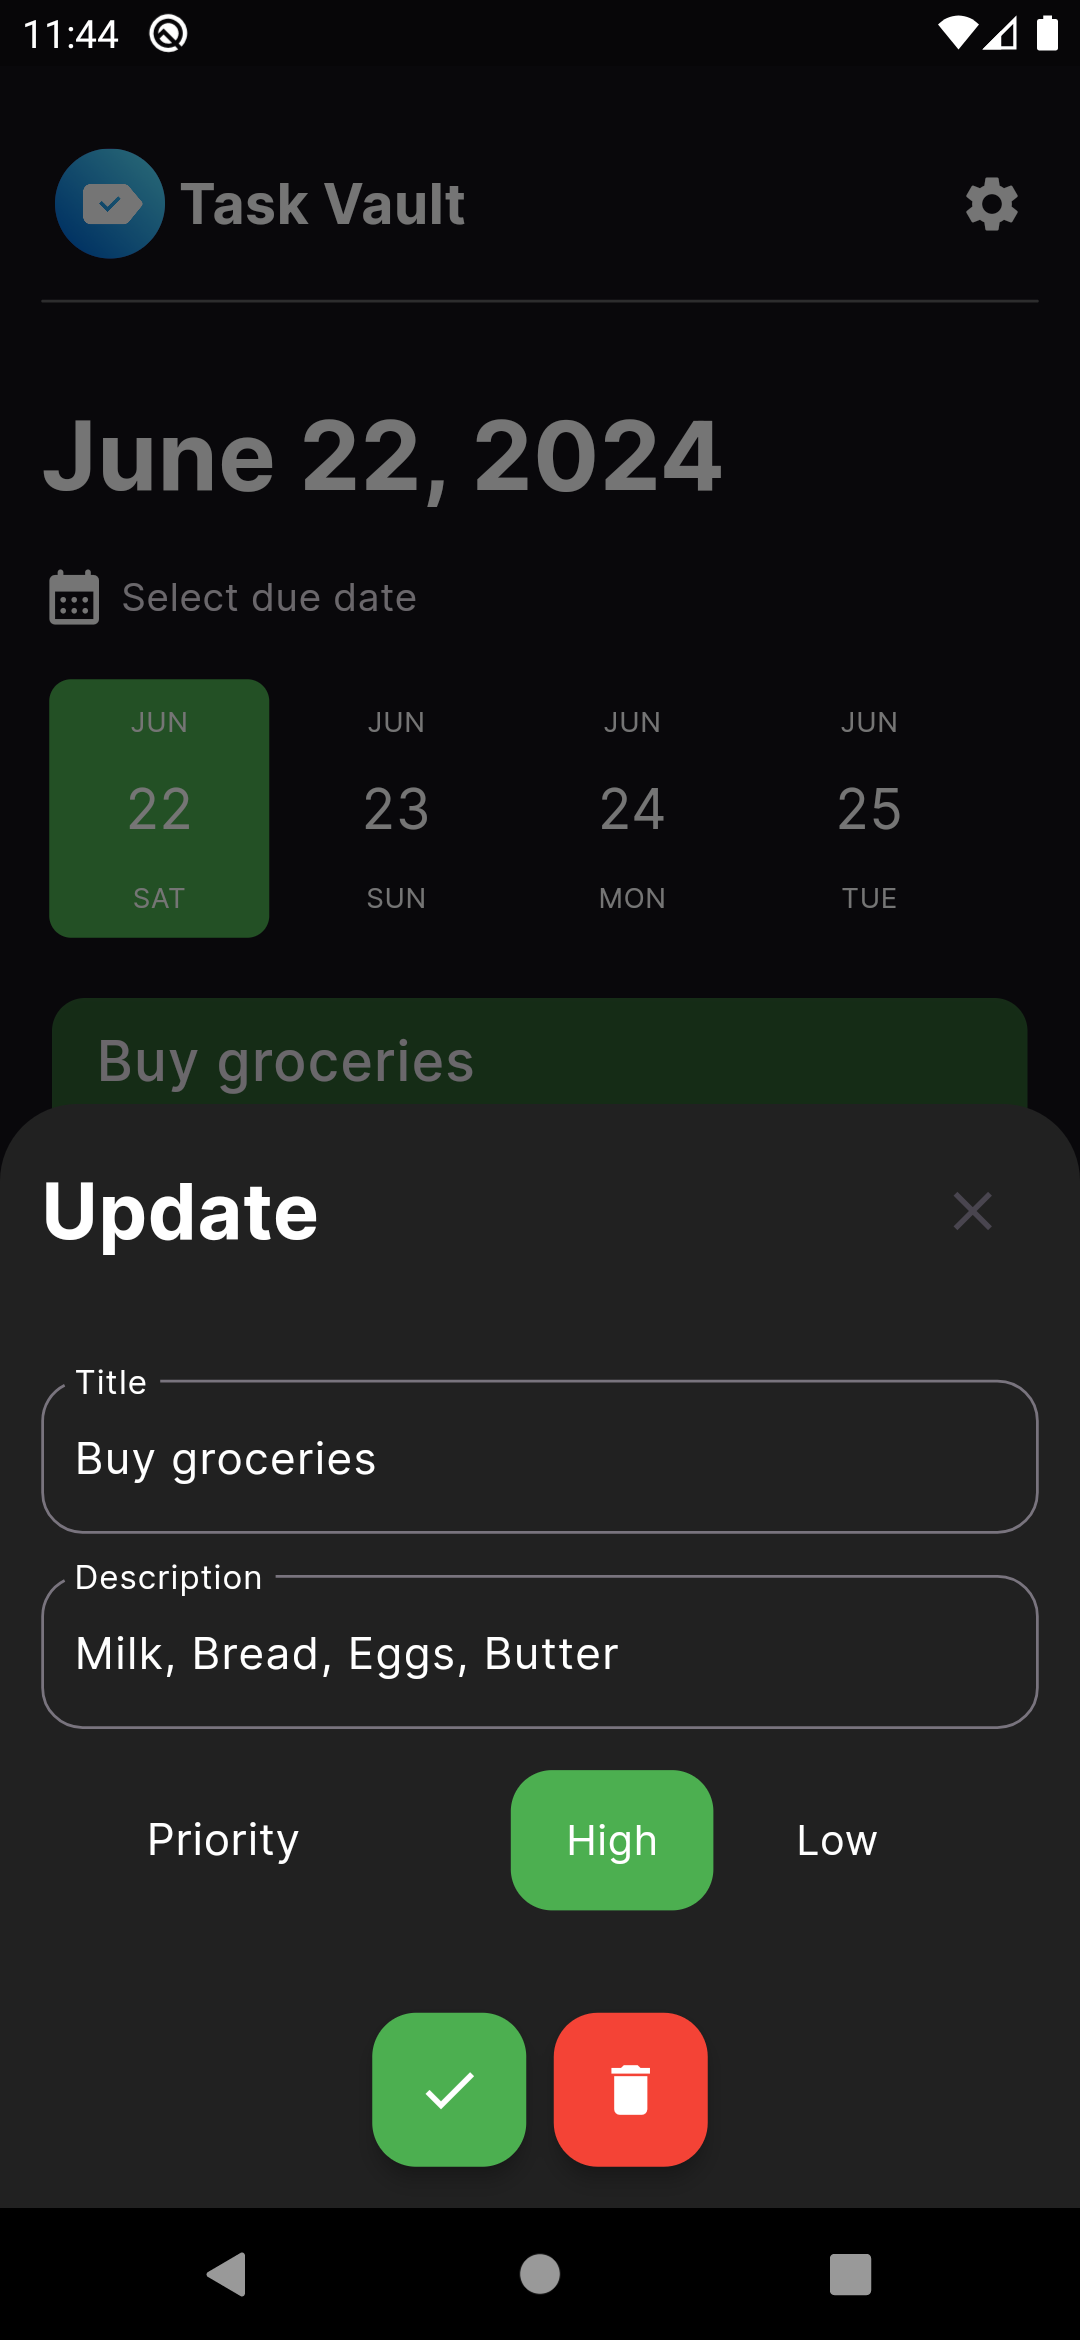 11:44
Task Vault
June 22, 2024
Select due date
JUN JUN JUN JUN
22 23 24 25
SAT SUN MON TUE
Buy groceries
Update
Title
Buy groceries
Description
Milk, Bread, Eggs, Butter
Priority High Low